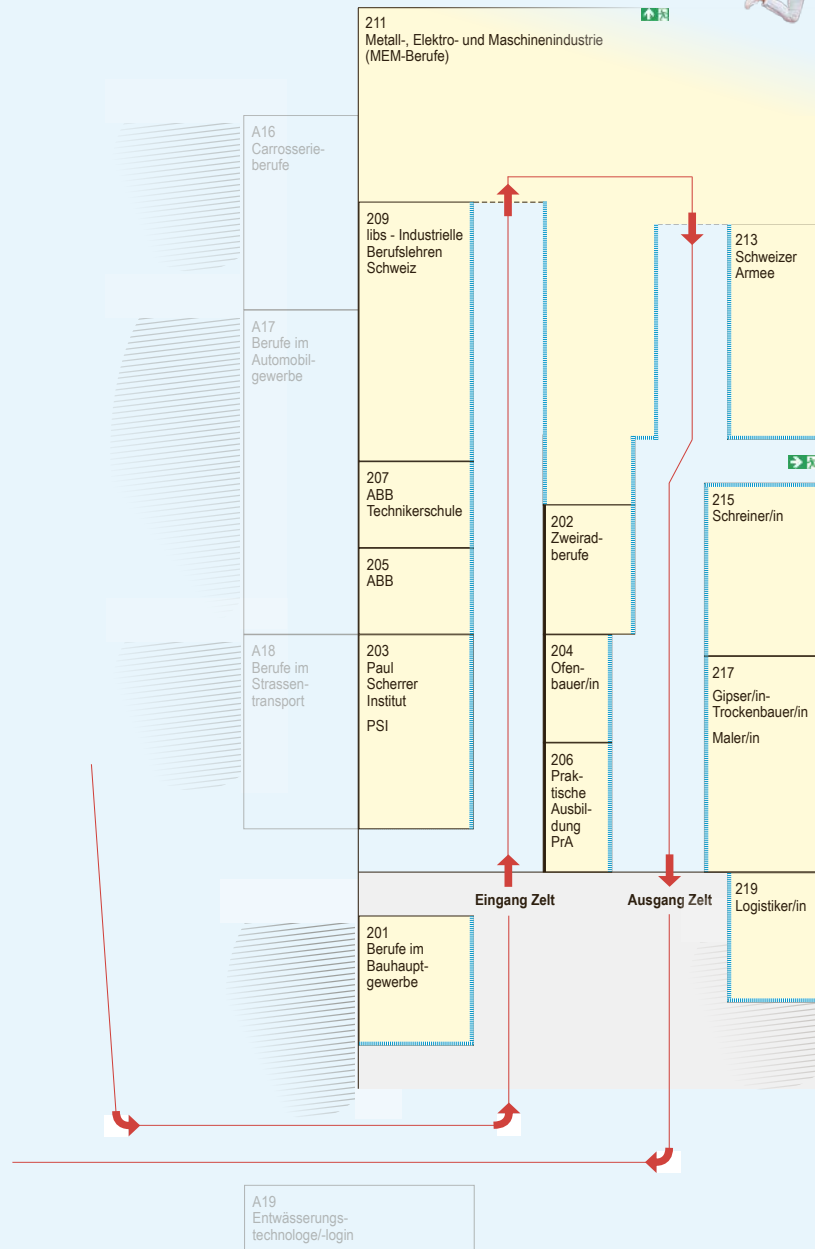 211
Metall-, Elektro- und Maschinenindustrie
(MEM-Berufe)
A16
Carrosserie-
berufe
209
libs - Industrielle
Berufslehren
Schweiz
213
Schweizer
Armee
A17
Berufe im
Automobil-
gewerbe
207
ABB
Technikerschule
202
Zweirad-
berufe
215
Schreiner/in
205
ABB
A18
Berufe im
Strassen-
transport
203
Paul
Scherrer
Institut
PSI
204
Ofen-
bauer/in
217
Gipser/in-
Trockenbauer/in
Maler/in
206
Prak-
tische
Ausbil-
dung
PrA
Eingang Zelt
Ausgang Zelt
219
Logistiker/in
201
Berufe im
Bauhaupt-
gewerbe
A19
Entwässerungs-
technologe/-login